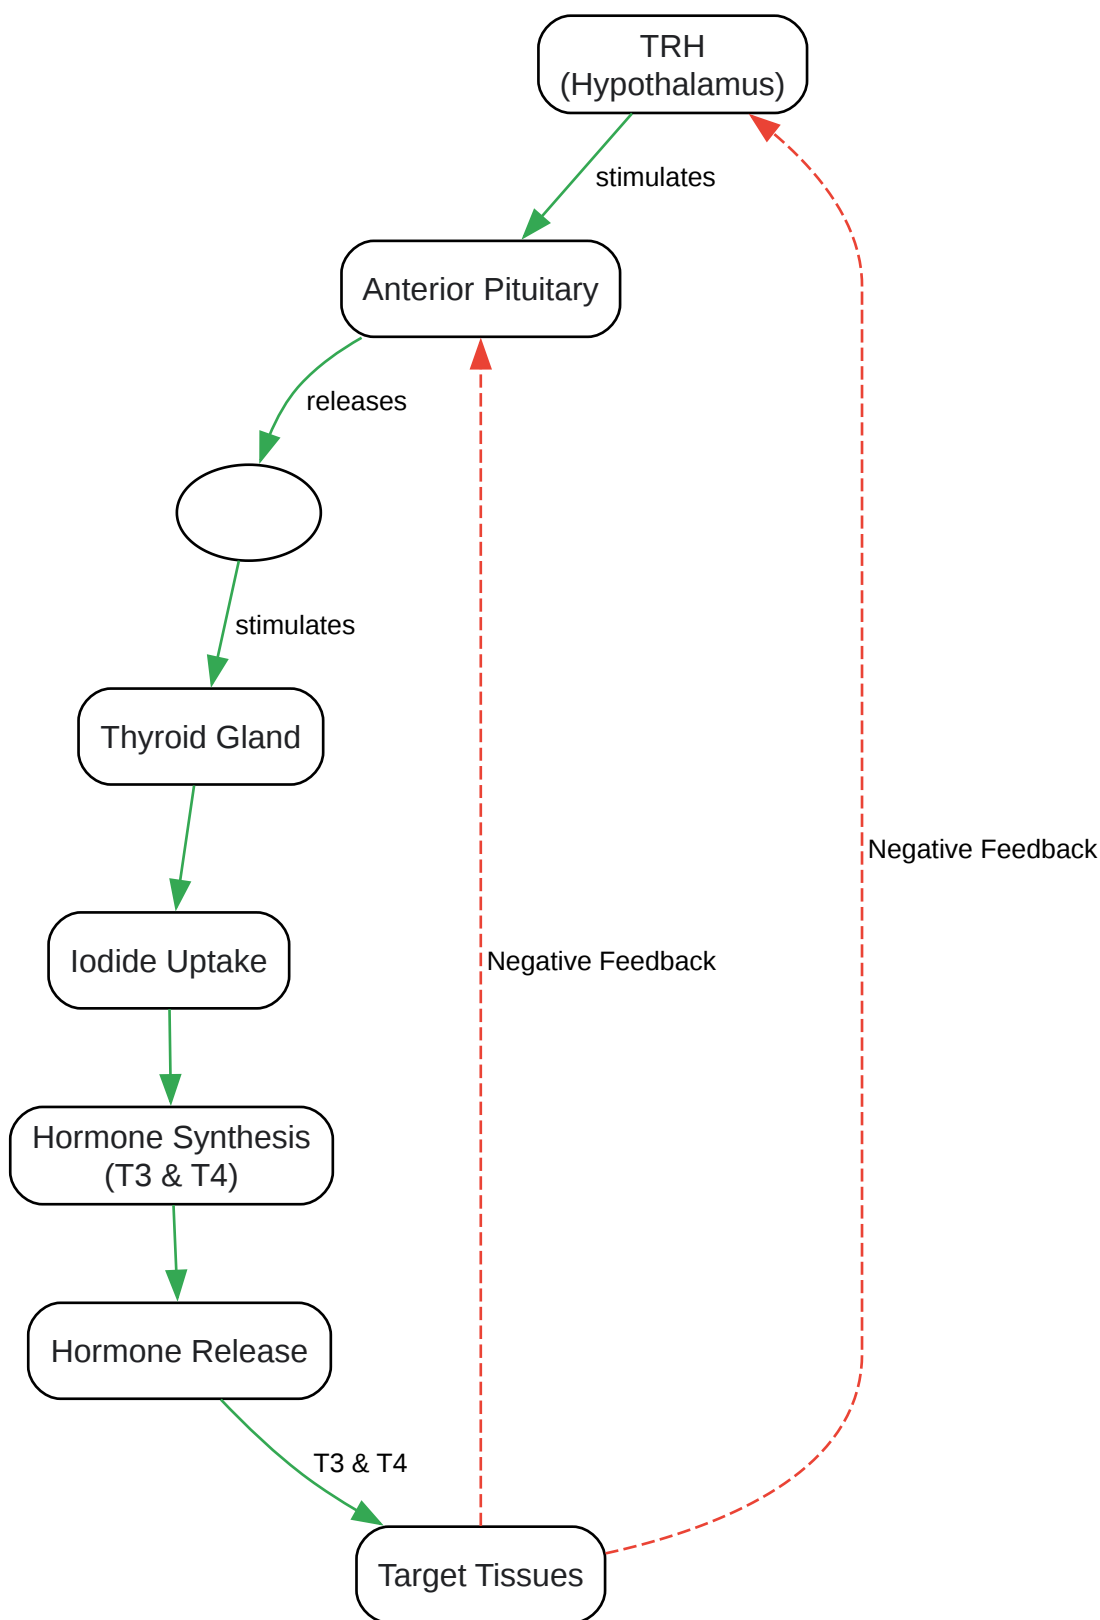 TRH
(Hypothalamus)
stimulates
Anterior Pituitary
releases
stimulates
Thyroid Gland
Negative Feedback
Iodide Uptake
Negative Feedback
Hormone Synthesis
(T3 & T4)
Hormone Release
T3 & T4
Target Tissues